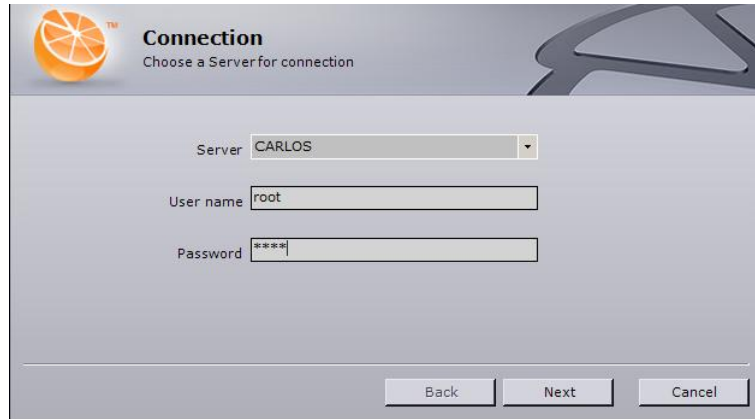 TM
Connection
Choose a Server for connection
Server CARLOS
User name root
Password ****
Back Next Cancel